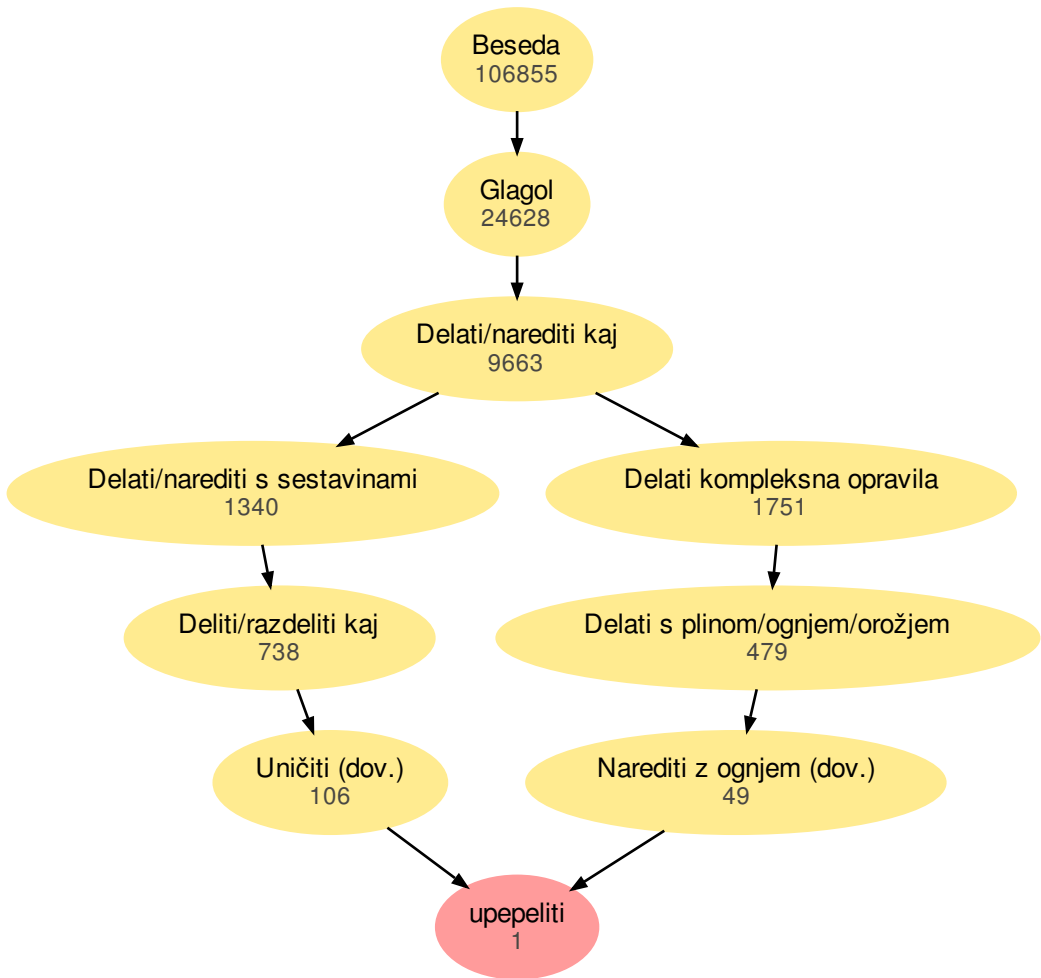 Beseda
106855
Glagol
24628
Delati/narediti kaj
9663
Delati/narediti s sestavinami
1340
Delati kompleksna opravila
1751
Deliti/razdeliti kaj
738
Delati s plinom/ognjem/orožjem
479
Uničiti (dov.)
106
Narediti z ognjem (dov.)
49
upepeliti
1